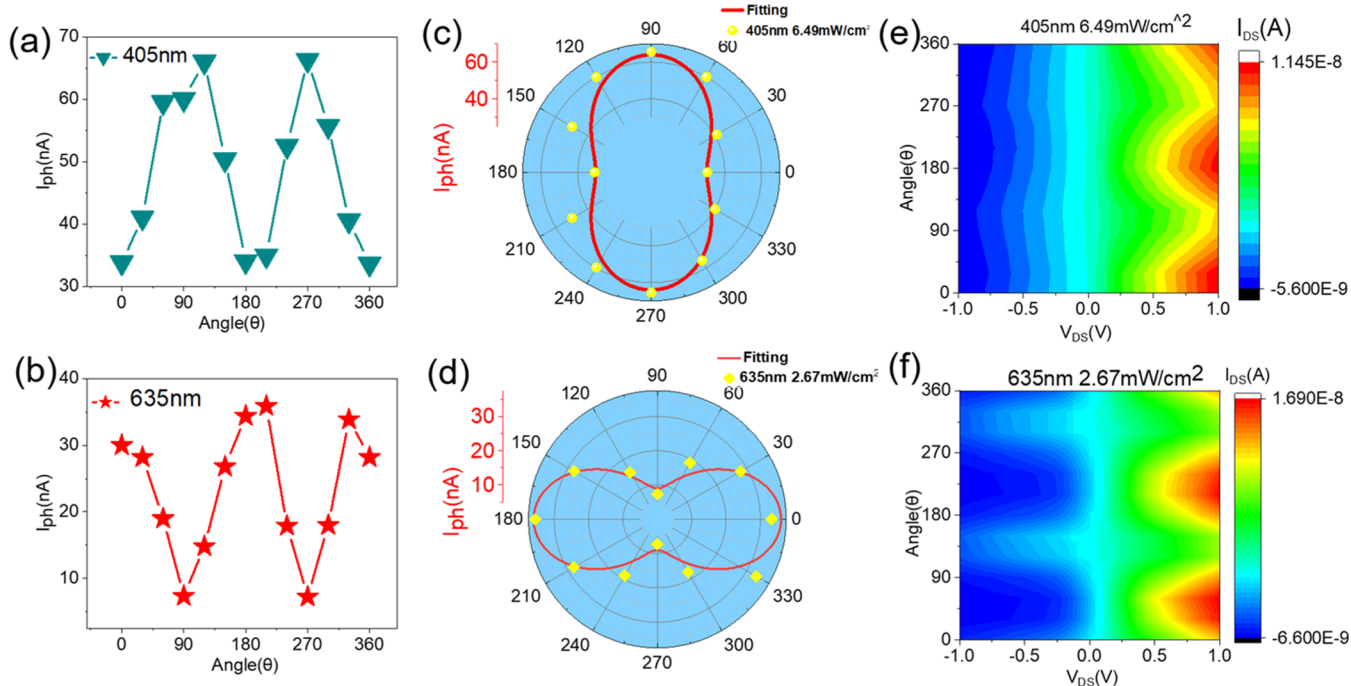 (a)
70
60
50
40
30
Iph(nA)
405nm
0 90 180 270 360
Angle(θ)
(b)
40
30
20
10
Iph(nA)
635nm
0 90 180 270 360
Angle(θ)
(c)
Fitting
405nm 6.49mW/cm²
60
40
Iph(nA)
90
120 60
150 30
180 0
210 330
240 300
270
(d)
Fitting
635nm 2.67mW/cm²
30
20
10
Iph(nA)
90
120 60
150 30
180 0
210 330
240 300
270
(e)
405nm 6.49mW/cm^2
IDS(A)
1.145E-8
-5.600E-9
360
270
180
90
0
Angle(θ)
-1.0 -0.5 0.0 0.5 1.0
VDS(V)
(f)
635nm 2.67mW/cm²
IDS(A)
1.690E-8
-6.600E-9
360
270
180
90
0
Angle(θ)
-1.0 -0.5 0.0 0.5 1.0
VDS(V)